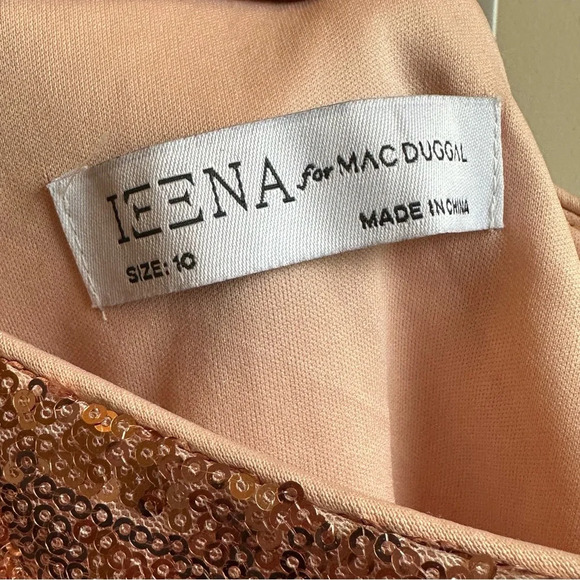 IEENA for MAC DUGGAL
SIZE: 10 MADE IN CHINA